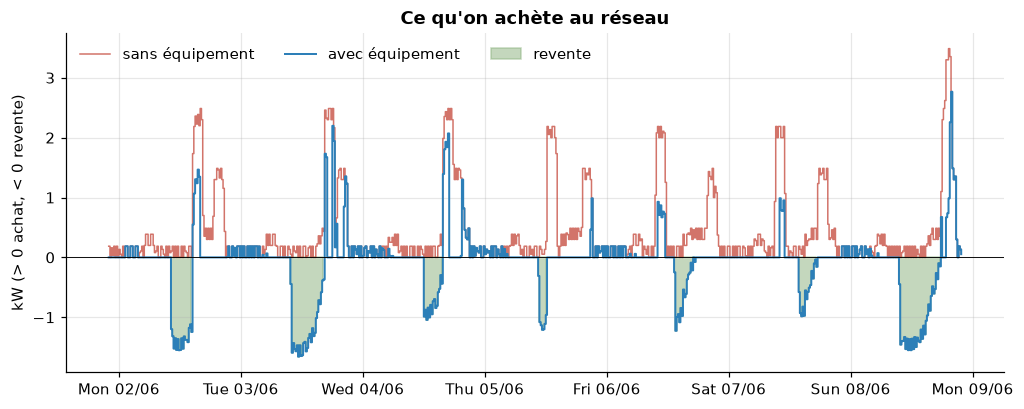 Ce qu'on achète au réseau
sans équipement
avec équipement
revente
kW (> 0 achat, < 0 revente)
3
2
1
0
−1
Mon 02/06
Tue 03/06
Wed 04/06
Thu 05/06
Fri 06/06
Sat 07/06
Sun 08/06
Mon 09/06